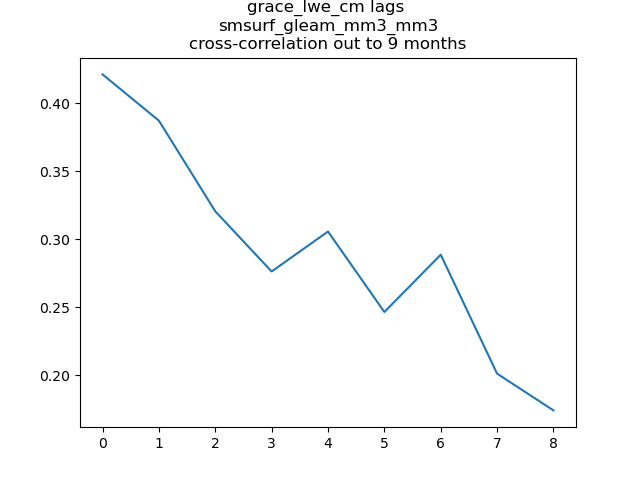 grace_lwe_cm lags
smsurf_gleam_mm3_mm3
cross-correlation out to 9 months
0.40
0.35
0.30
0.25
0.20
0 1 2 3 4 5 6 7 8